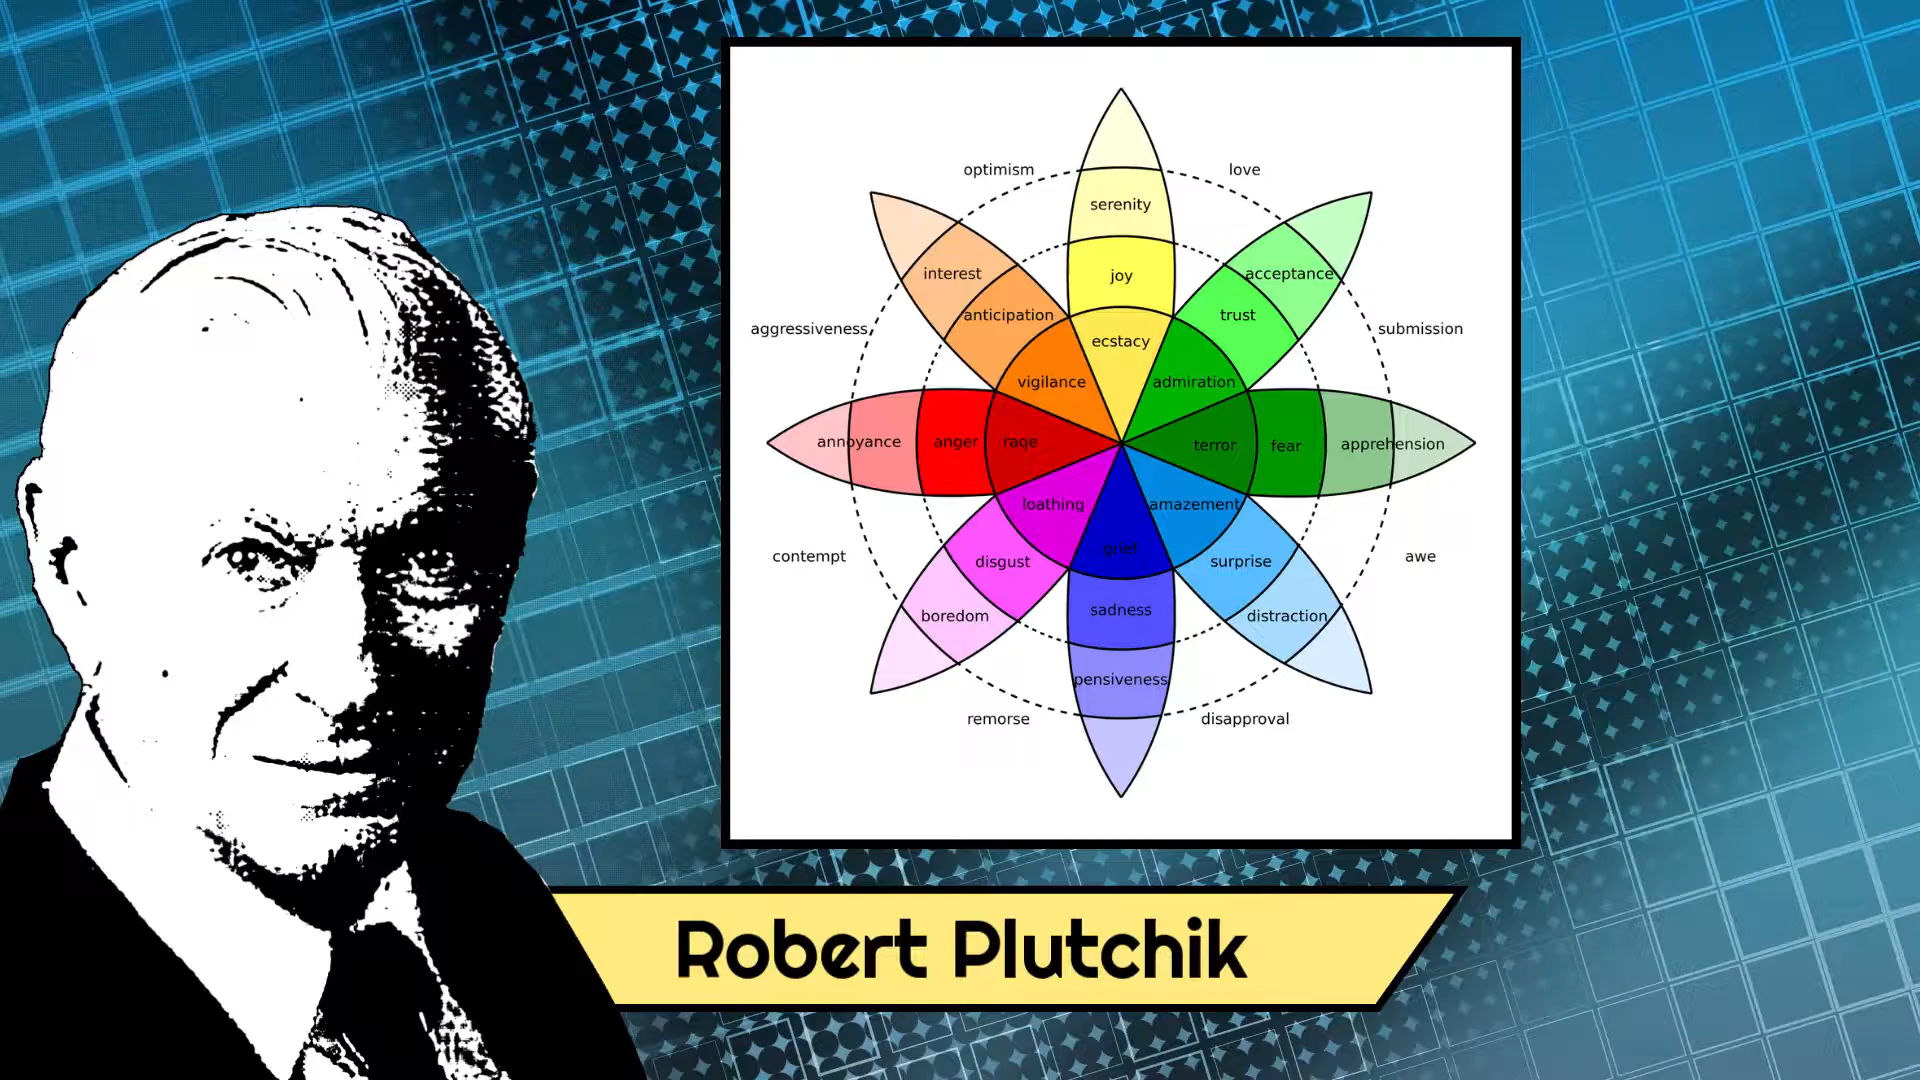 optimism
love
serenity
interest
acceptance
joy
anticipation
trust
aggressiveness
submission
ecstacy
vigilance
admiration
annoyance
anger
rage
terror
fear
apprehension
loathing
amazement
contempt
grief
awe
disgust
surprise
sadness
boredom
distraction
pensiveness
remorse
disapproval
Robert Plutchik